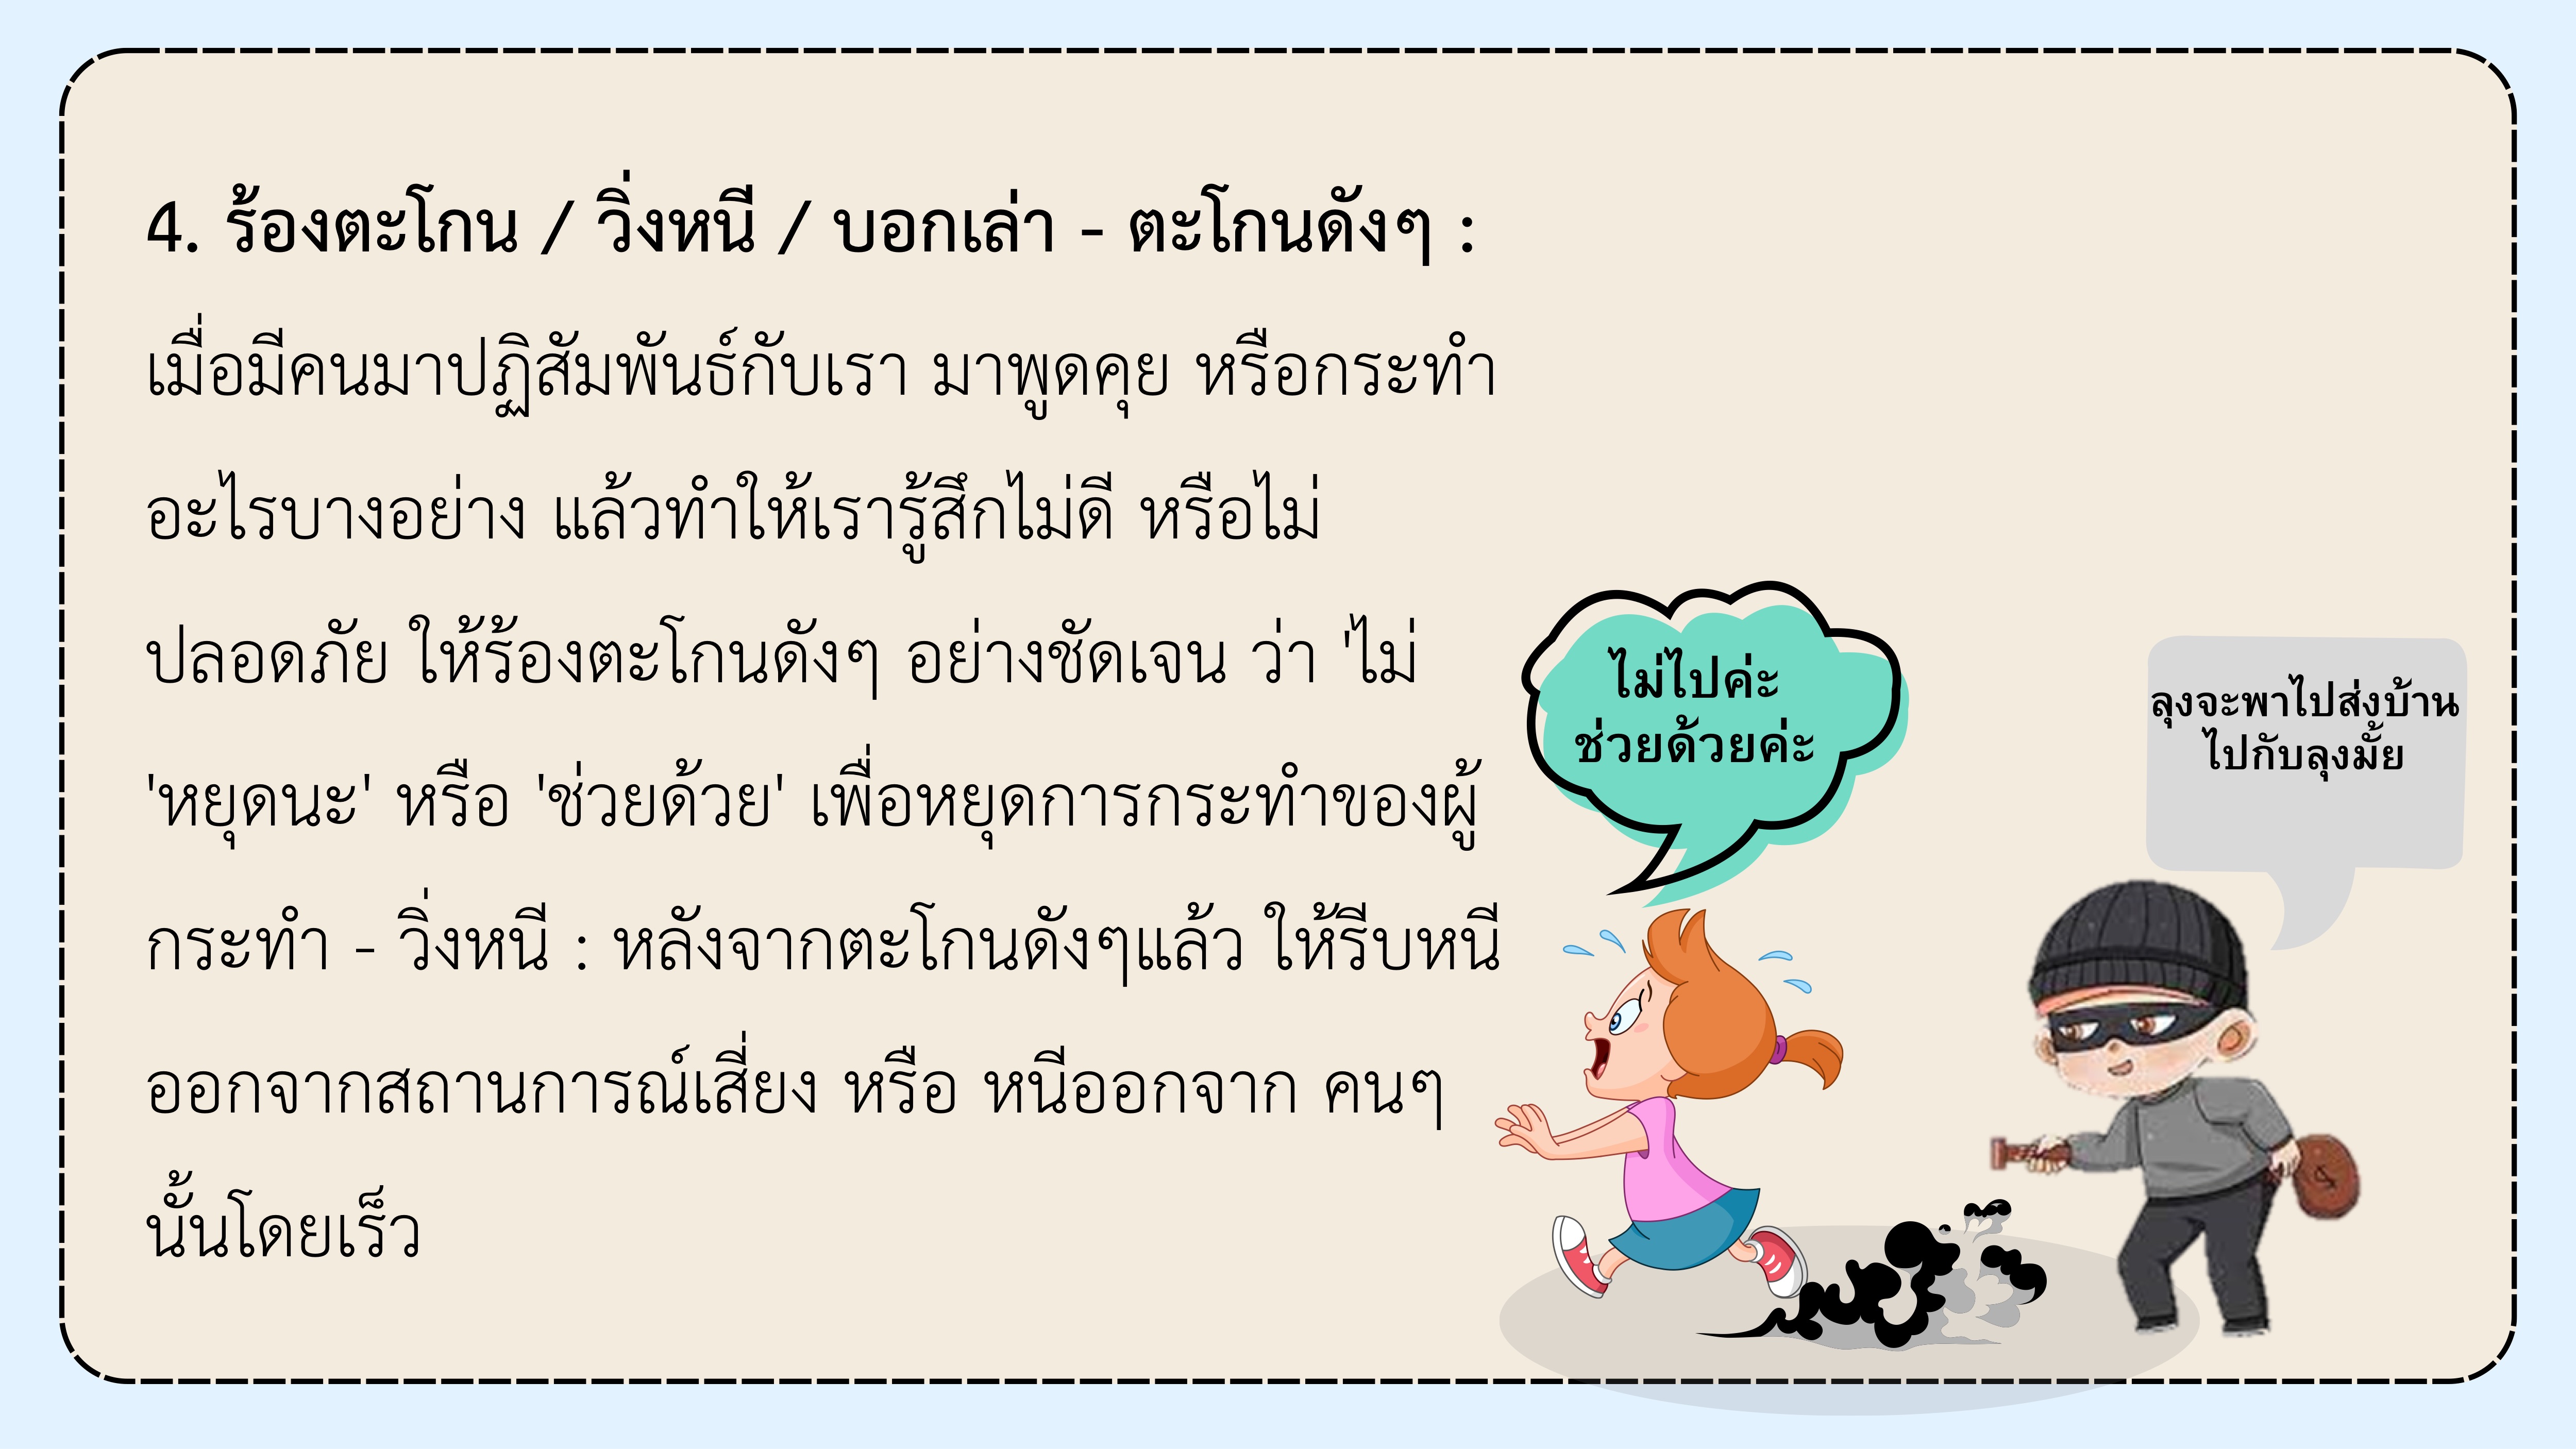 4. ร้องตะโกน / วิ่งหนี / บอกเล่า - ตะโกนดังๆ :
เมื่อมีคนมาปฏิสัมพันธ์กับเรา มาพูดคุย หรือกระทำ
อะไรบางอย่าง แล้วทำให้เรารู้สึกไม่ดี หรือไม่
ปลอดภัย ให้ร้องตะโกนดังๆ อย่างชัดเจน ว่า 'ไม่
'หยุดนะ' หรือ 'ช่วยด้วย' เพื่อหยุดการกระทำของผู้
กระทำ - วิ่งหนี : หลังจากตะโกนดังๆแล้ว ให้รีบหนี
ออกจากสถานการณ์เสี่ยง หรือ หนีออกจาก คนๆ
นั้นโดยเร็ว
ไม่ไปค่ะ
ช่วยด้วยค่ะ
ลุงจะพาไปส่งบ้าน
ไปกับลุงมั้ย